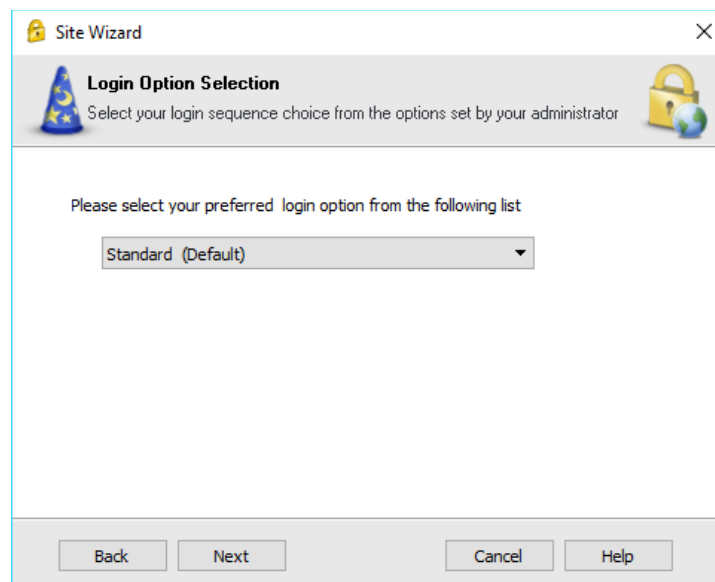 Site Wizard
Login Option Selection
Select your login sequence choice from the options set by your administrator
Please select your preferred login option from the following list
Standard (Default)
Back Next Cancel Help